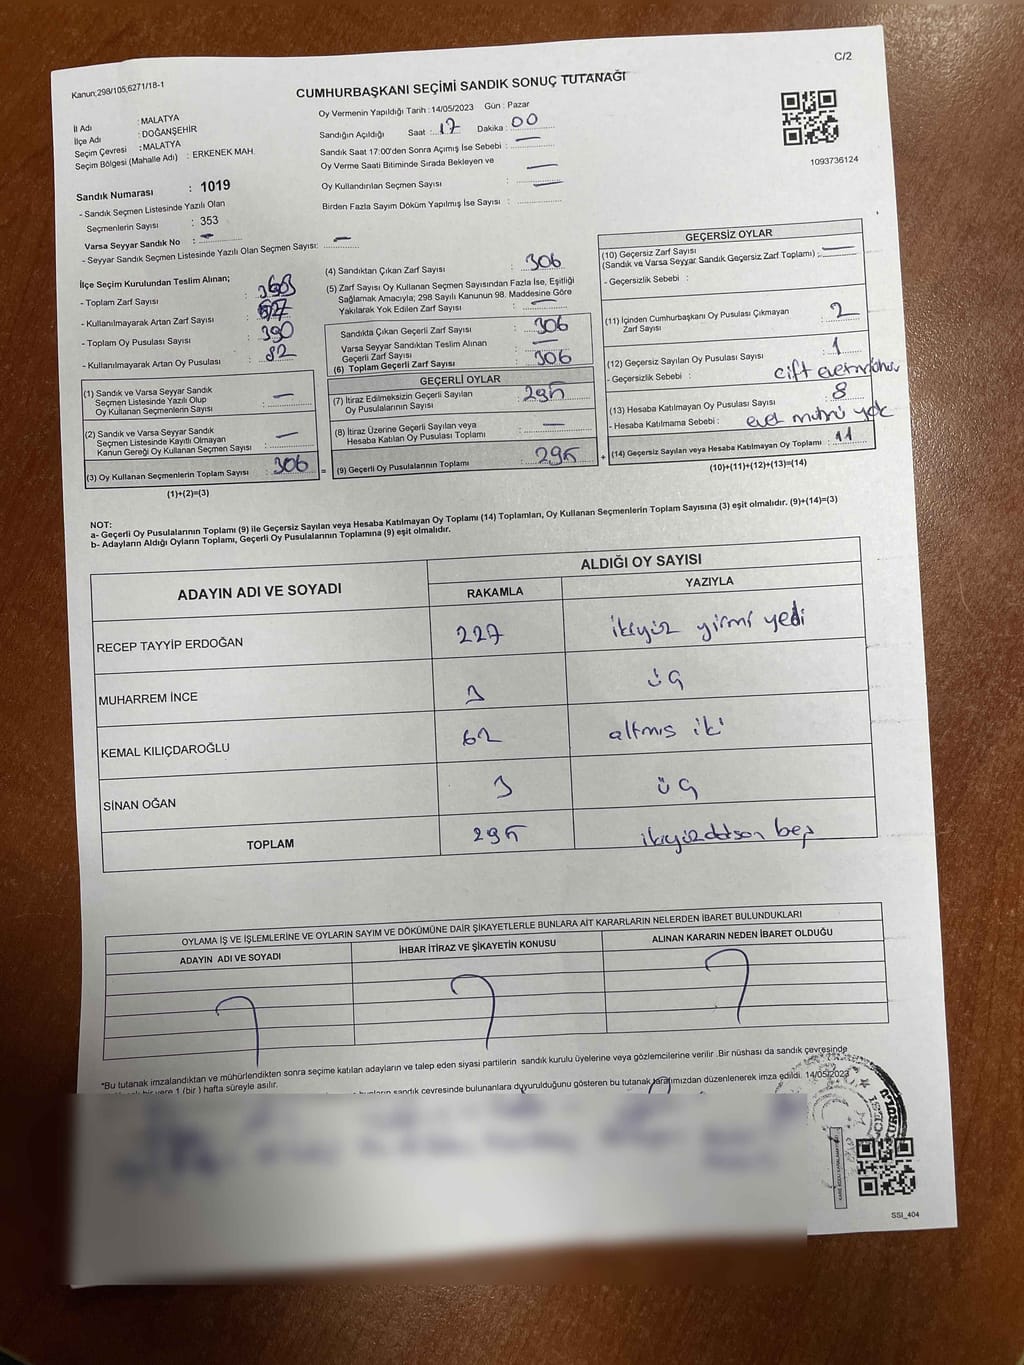 C/2
Kanun;298/105,6271/18-1
CUMHURBAŞKANI SEÇİMİ SANDIK SONUÇ TUTANAĞI
İl Adı : MALATYA
İlçe Adı : DOĞANŞEHİR
Seçim Çevresi : MALATYA
Seçim Bölgesi (Mahalle Adı) : ERKENEK MAH.
Oy Vermenin Yapıldığı Tarih : 14/05/2023 Gün : Pazar
Sandığın Açıldığı Saat : 17 Dakika : 00
Sandık Saat 17:00'den Sonra Açımış İse Sebebi : —
Oy Verme Saati Bitiminde Sırada Bekleyen ve
Oy Kullandırılan Seçmen Sayısı : —
Birden Fazla Sayım Döküm Yapılmış İse Sayısı : —
1093736124
Sandık Numarası : 1019
- Sandık Seçmen Listesinde Yazılı Olan
Seçmenlerin Sayısı : 353
Varsa Seyyar Sandık No : —
- Seyyar Sandık Seçmen Listesinde Yazılı Olan Seçmen Sayısı: —
İlçe Seçim Kurulundan Teslim Alınan;
- Toplam Zarf Sayısı :
- Kullanılmayarak Artan Zarf Sayısı :
- Toplam Oy Pusulası Sayısı : 390
- Kullanılmayarak Artan Oy Pusulası : 82
(1) Sandık ve Varsa Seyyar Sandık
Seçmen Listesinde Yazılı Olup
Oy Kullanan Seçmenlerin Sayısı : —
(2) Sandık ve Varsa Seyyar Sandık
Seçmen Listesinde Kayıtlı Olmayan
Kanun Gereği Oy Kullanan Seçmen Sayısı : —
(3) Oy Kullanan Seçmenlerin Toplam Sayısı : 306 =
(1)+(2)=(3)
(4) Sandıktan Çıkan Zarf Sayısı : 306
(5) Zarf Sayısı Oy Kullanan Seçmen Sayısından Fazla İse, Eşitliği
Sağlamak Amacıyla; 298 Sayılı Kanunun 98. Maddesine Göre
Yakılarak Yok Edilen Zarf Sayısı : —
Sandıkta Çıkan Geçerli Zarf Sayısı : 306
Varsa Seyyar Sandıktan Teslim Alınan
Geçerli Zarf Sayısı : —
(6) Toplam Geçerli Zarf Sayısı : 306
GEÇERLİ OYLAR
(7) İtiraz Edilmeksizin Geçerli Sayılan
Oy Pusulalarının Sayısı : 295
(8) İtiraz Üzerine Geçerli Sayılan veya
Hesaba Katılan Oy Pusulası Toplamı : —
(9) Geçerli Oy Pusulalarının Toplamı : 295 +
GEÇERSİZ OYLAR
(10) Geçersiz Zarf Sayısı
(Sandık ve Varsa Seyyar Sandık Geçersiz Zarf Toplamı) : —
- Geçersizlik Sebebi :
(11) İçinden Cumhurbaşkanı Oy Pusulası Çıkmayan
Zarf Sayısı : 2
(12) Geçersiz Sayılan Oy Pusulası Sayısı : 1
- Geçersizlik Sebebi : çift evet
(13) Hesaba Katılmayan Oy Pusulası Sayısı : 8
- Hesaba Katılmama Sebebi : evet mührü yok
(14) Geçersiz Sayılan veya Hesaba Katılmayan Oy Toplamı : 11
(10)+(11)+(12)+(13)=(14)
NOT:
a- Geçerli Oy Pusulalarının Toplamı (9) ile Geçersiz Sayılan veya Hesaba Katılmayan Oy Toplamı (14) Toplamları, Oy Kullanan Seçmenlerin Toplam Sayısına (3) eşit olmalıdır. (9)+(14)=(3)
b- Adayların Aldığı Oyların Toplamı, Geçerli Oy Pusulalarının Toplamına (9) eşit olmalıdır.
ADAYIN ADI VE SOYADI
ALDIĞI OY SAYISI
RAKAMLA YAZIYLA
RECEP TAYYİP ERDOĞAN 227 ikiyüz yirmi yedi
MUHARREM İNCE 3 üç
KEMAL KILIÇDAROĞLU 62 altmıs iki
SİNAN OĞAN 3 üç
TOPLAM 295 ikiyüzdoksan beş
OYLAMA İŞ VE İŞLEMLERİNE VE OYLARIN SAYIM VE DÖKÜMÜNE DAİR ŞİKAYETLERLE BUNLARA AİT KARARLARIN NELERDEN İBARET BULUNDUKLARI
ADAYIN ADI VE SOYADI İHBAR İTİRAZ VE ŞİKAYETİN KONUSU ALINAN KARARIN NEDEN İBARET OLDUĞU
*Bu tutanak imzalandıktan ve mühürlendikten sonra seçime katılan adayların ve talep eden siyasi partilerin sandık kurulu üyelerine veya gözlemcilerine verilir .Bir nüshası da sandık çevresinde
yere 1 (bir ) hafta süreyle asılır.
sandık çevresinde bulunanlara duyurulduğunu gösteren bu tutanak tarafımızdan düzenlenerek imza edildi. 14/05/2023
SSI_404